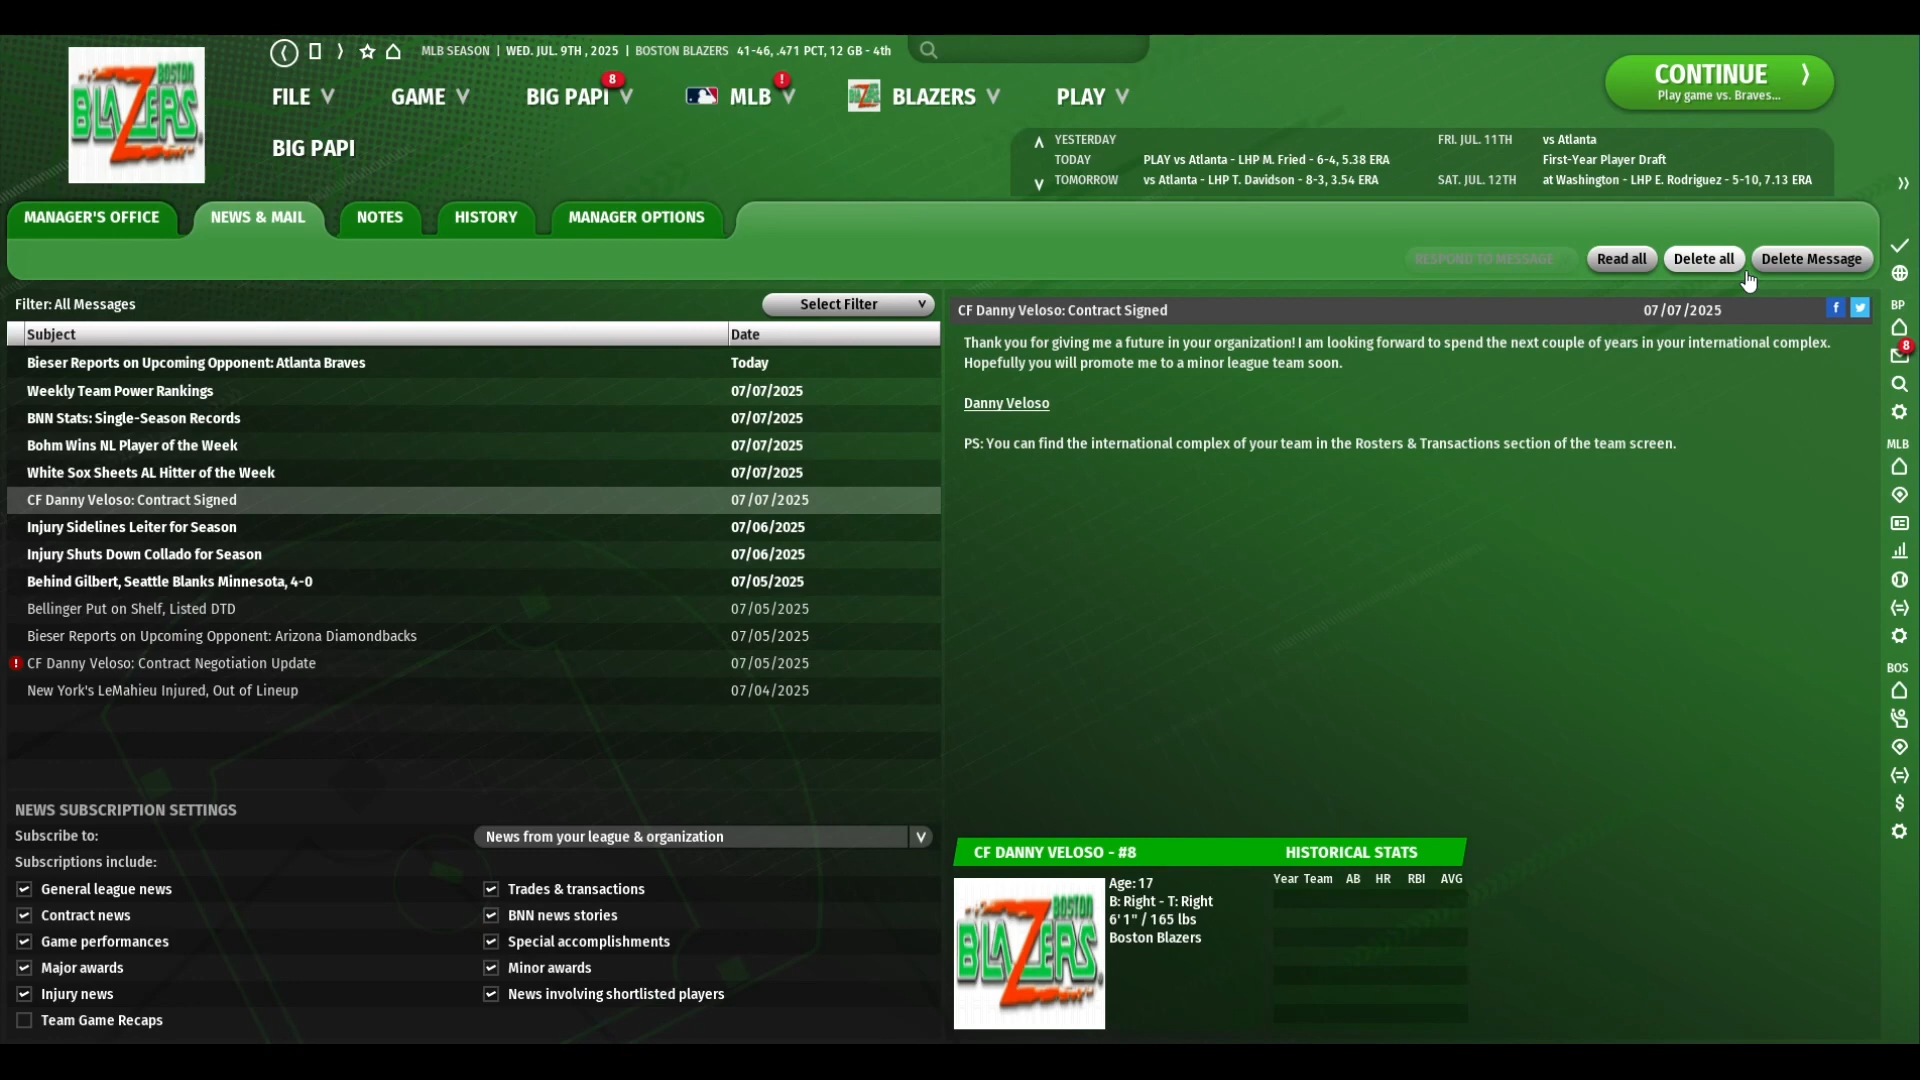 MLB SEASON | WED. JUL. 9TH , 2025 | BOSTON BLAZERS 41-46, .471 PCT, 12 GB - 4th
BOSTON
BLAZERS
FILE GAME BIG PAPI 8 MLB ! BLAZERS PLAY
CONTINUE
Play game vs. Braves...
BIG PAPI
YESTERDAY
TODAY PLAY vs Atlanta - LHP M. Fried - 6-4, 5.38 ERA
TOMORROW vs Atlanta - LHP T. Davidson - 8-3, 3.54 ERA
FRI. JUL. 11TH vs Atlanta
First-Year Player Draft
SAT. JUL. 12TH at Washington - LHP E. Rodriguez - 5-10, 7.13 ERA
MANAGER'S OFFICE NEWS & MAIL NOTES HISTORY MANAGER OPTIONS
RESPOND TO MESSAGE Read all Delete all Delete Message
Filter: All Messages Select Filter
Subject Date
Bieser Reports on Upcoming Opponent: Atlanta Braves Today
Weekly Team Power Rankings 07/07/2025
BNN Stats: Single-Season Records 07/07/2025
Bohm Wins NL Player of the Week 07/07/2025
White Sox Sheets AL Hitter of the Week 07/07/2025
CF Danny Veloso: Contract Signed 07/07/2025
Injury Sidelines Leiter for Season 07/06/2025
Injury Shuts Down Collado for Season 07/06/2025
Behind Gilbert, Seattle Blanks Minnesota, 4-0 07/05/2025
Bellinger Put on Shelf, Listed DTD 07/05/2025
Bieser Reports on Upcoming Opponent: Arizona Diamondbacks 07/05/2025
! CF Danny Veloso: Contract Negotiation Update 07/05/2025
New York's LeMahieu Injured, Out of Lineup 07/04/2025
NEWS SUBSCRIPTION SETTINGS
Subscribe to: News from your league & organization
Subscriptions include:
General league news Trades & transactions
Contract news BNN news stories
Game performances Special accomplishments
Major awards Minor awards
Injury news News involving shortlisted players
Team Game Recaps
CF Danny Veloso: Contract Signed 07/07/2025
Thank you for giving me a future in your organization! I am looking forward to spend the next couple of years in your international complex.
Hopefully you will promote me to a minor league team soon.
Danny Veloso
PS: You can find the international complex of your team in the Rosters & Transactions section of the team screen.
CF DANNY VELOSO - #8 HISTORICAL STATS
Age: 17
B: Right - T: Right
6' 1" / 165 lbs
Boston Blazers
Year Team AB HR RBI AVG
BOSTON
BLAZERS
BP
8
MLB
BOS